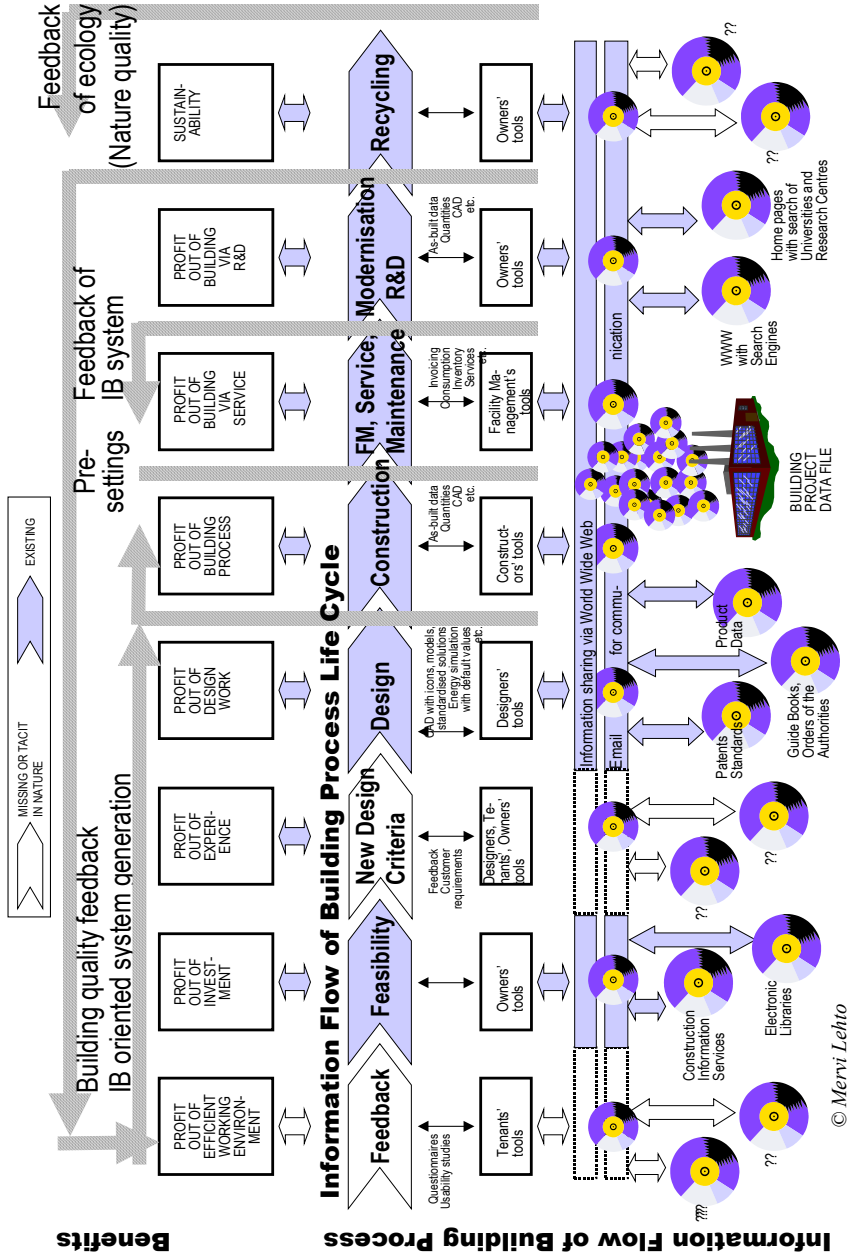 MISSING OR TACIT
IN NATURE
EXISTING
Building quality feedback
IB oriented system generation
Pre-
settings
Feedback of
IB system
Feedback
of ecology
(Nature quality)
Benefits
PROFIT
OUT OF
EFFICIENT
WORKING
ENVIRON-
MENT
PROFIT
OUT OF
INVEST-
MENT
PROFIT
OUT OF
EXPERI-
ENCE
PROFIT
OUT OF
DESIGN
WORK
PROFIT
OUT OF
BUILDING
PROCESS
PROFIT
OUT OF
BUILDING
VIA
SERVICE
PROFIT
OUT OF
BUILDING
VIA
R&D
SUSTAIN-
ABILITY
Information Flow of Building Process Life Cycle
Feedback
Feasibility
New Design
Criteria
Design
Construction
FM, Service,
Maintenance
Modernisation
R&D
Recycling
Information Flow of Building Process
Questionnaires
Usability studies
Feedback
Customer
requirements
CAD with icons, models,
standardised solutions
Energy simulation
with default values
etc.
As-built data
Quantities
CAD
etc.
Invoicing
Consumption
Inventory
Services
etc.
As-built data
Quantities
CAD
etc.
Tenants'
tools
Owners'
tools
Designers, Te-
nants', Owners'
tools
Designers'
tools
Construct-
ors' tools
Facility Ma-
nagement's
tools
Owners'
tools
Owners'
tools
Information sharing via World Wide Web
Email
for commu-
nication
????
??
Construction
Information
Services
Electronic
Libraries
??
??
Patents
Standards
Guide Books,
Orders of the
Authorities
Product
Data
BUILDING
PROJECT
DATA FILE
WWW
with
Search
Engines
Home pages
with search of
Universities and
Research Centres
??
??
© Mervi Lehto